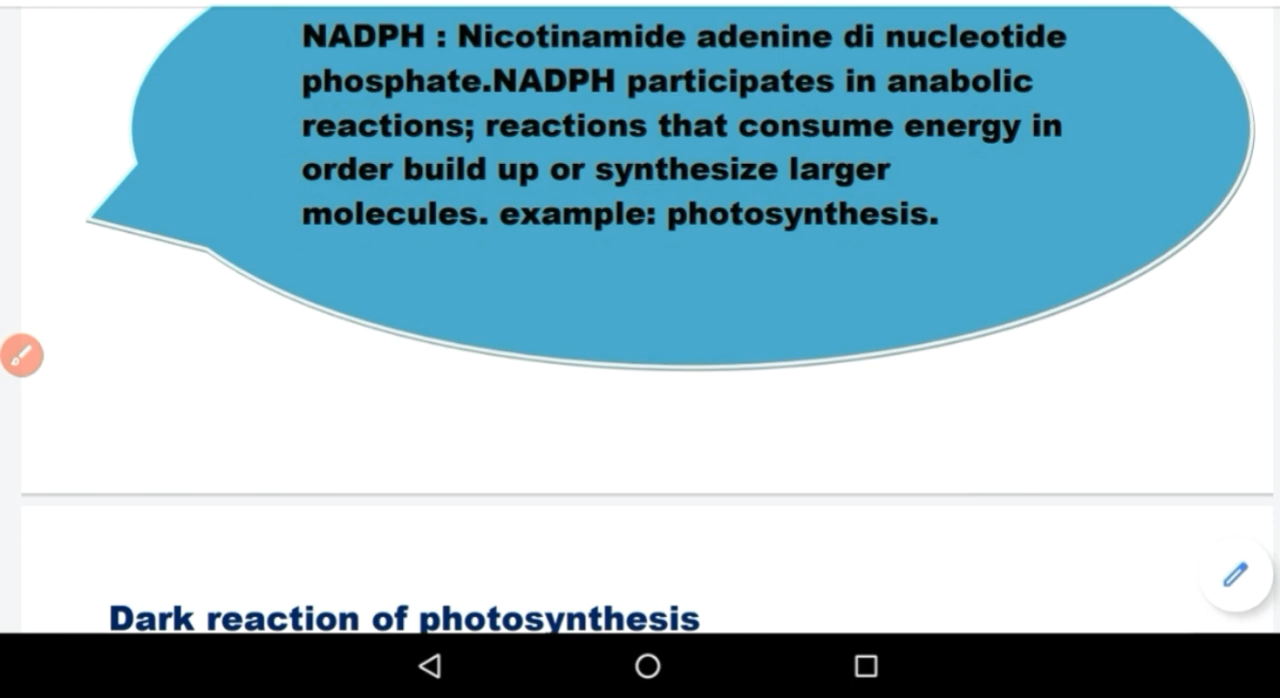 NADPH : Nicotinamide adenine di nucleotide
phosphate.NADPH participates in anabolic
reactions; reactions that consume energy in
order build up or synthesize larger
molecules. example: photosynthesis.
Dark reaction of photosynthesis